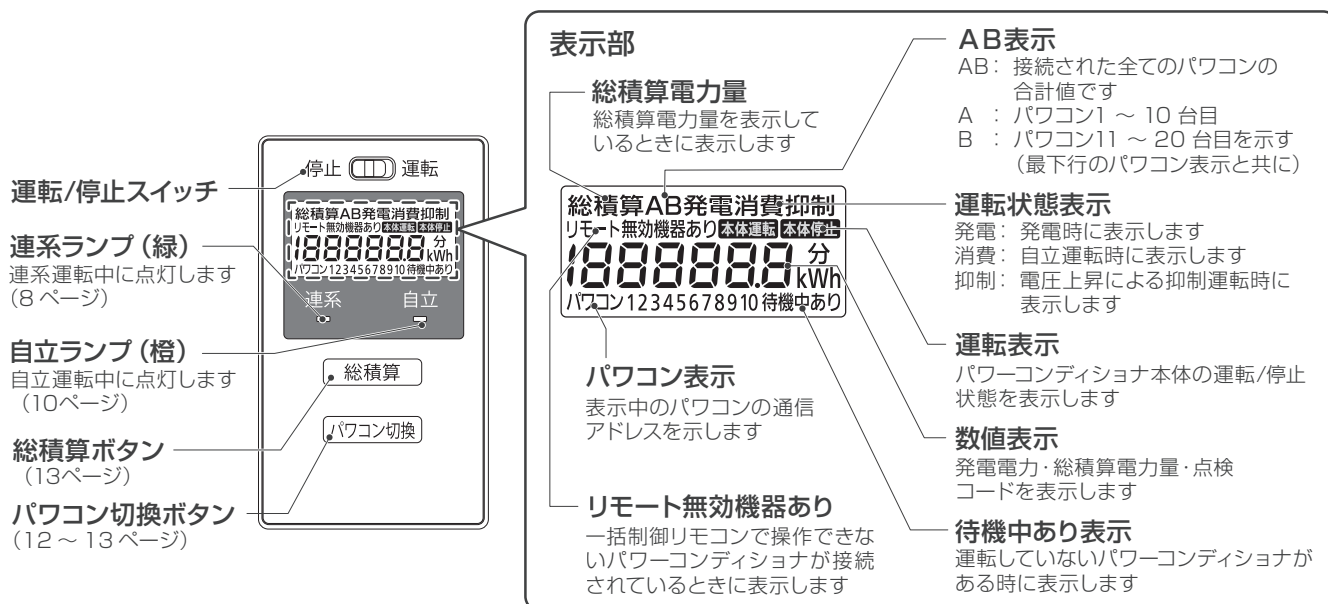 停止 運転
総積算AB発電消費抑制
リモート無効機器あり 本体運転 本体停止
188888.8 分 kWh
パワコン 1 2 3 4 5 6 7 8 9 10 待機中あり
連系 自立
総積算
パワコン切換
運転/停止スイッチ
連系ランプ（緑）
連系運転中に点灯します
(8 ページ)
自立ランプ（橙）
自立運転中に点灯します
（10ページ）
総積算ボタン
（13ページ）
パワコン切換ボタン
(12 ～ 13 ページ)
表示部
総積算電力量
総積算電力量を表示して
いるときに表示します
総積算AB発電消費抑制
リモート無効機器あり 本体運転 本体停止
188888.8 分 kWh
パワコン 1 2 3 4 5 6 7 8 9 10 待機中あり
パワコン表示
表示中のパワコンの通信
アドレスを示します
リモート無効機器あり
一括制御リモコンで操作できな
いパワーコンディショナが接続
されているときに表示します
AB表示
AB： 接続された全てのパワコンの
合計値です
A ： パワコン1 ～ 10 台目
B ： パワコン11 ～ 20 台目を示す
（最下行のパワコン表示と共に）
運転状態表示
発電： 発電時に表示します
消費： 自立運転時に表示します
抑制： 電圧上昇による抑制運転時に
表示します
運転表示
パワーコンディショナ本体の運転/停止
状態を表示します
数値表示
発電電力・総積算電力量・点検
コードを表示します
待機中あり表示
運転していないパワーコンディショナが
ある時に表示します